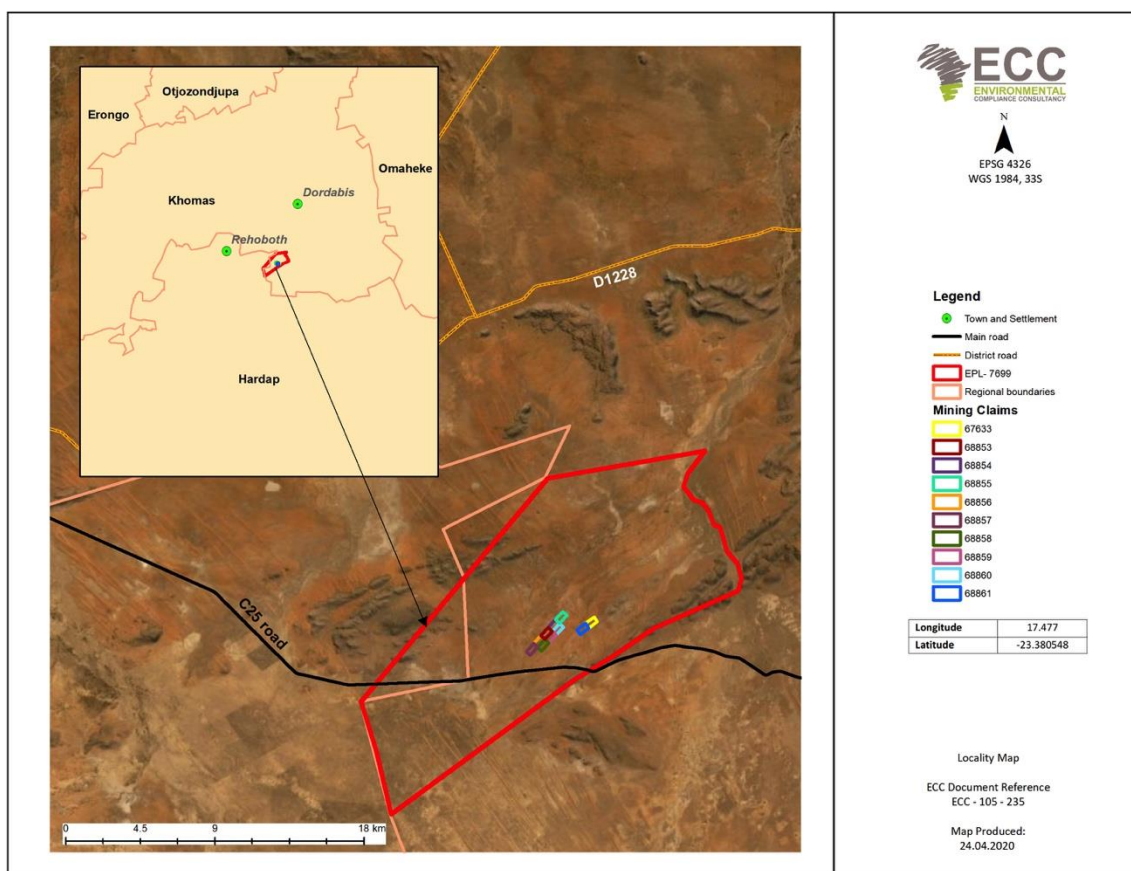 Otjozondjupa
Erongo
Omaheke
Dordabis
Khomas
Rehoboth
Hardap
D1228
C25 road
0 4.5 9 18 km
ECC
ENVIRONMENTAL
COMPLIANCE CONSULTANCY
N
EPSG 4326
WGS 1984, 33S
Legend
Town and Settlement
Main road
District road
EPL- 7699
Regional boundaries
Mining Claims
67633
68853
68854
68855
68856
68857
68858
68859
68860
68861
Longitude 17.477
Latitude -23.380548
Locality Map
ECC Document Reference
ECC - 105 - 235
Map Produced:
24.04.2020